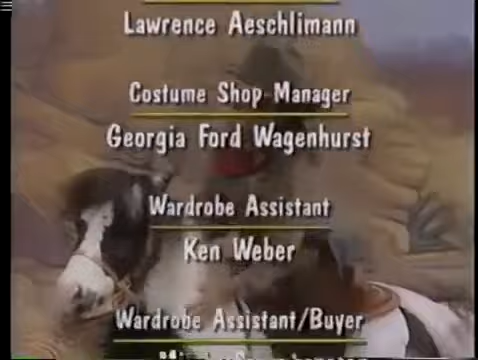 Lawrence Aeschlimann
Costume Shop Manager
Georgia Ford Wagenhurst
Wardrobe Assistant
Ken Weber
Wardrobe Assistant/Buyer